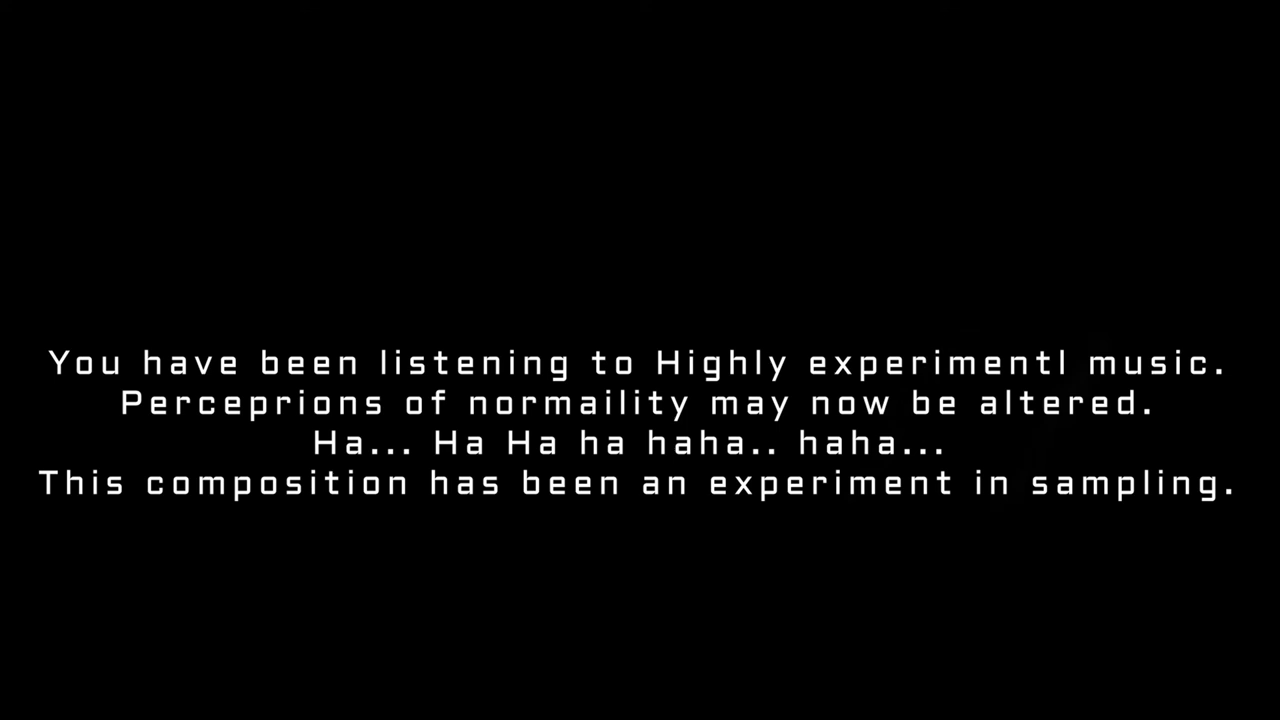 You have been listening to Highly experimentl music.
Perceprions of normaility may now be altered.
Ha... Ha Ha ha haha.. haha...
This composition has been an experiment in sampling.